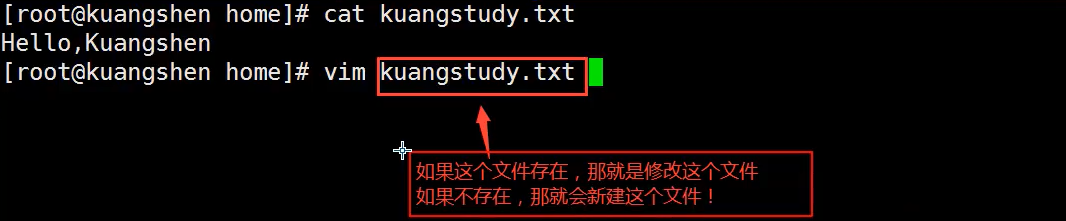 [root@kuangshen home]# cat kuangstudy.txt
Hello,Kuangshen
[root@kuangshen home]# vim kuangstudy.txt
如果这个文件存在，那就是修改这个文件
如果不存在，那就会新建这个文件！